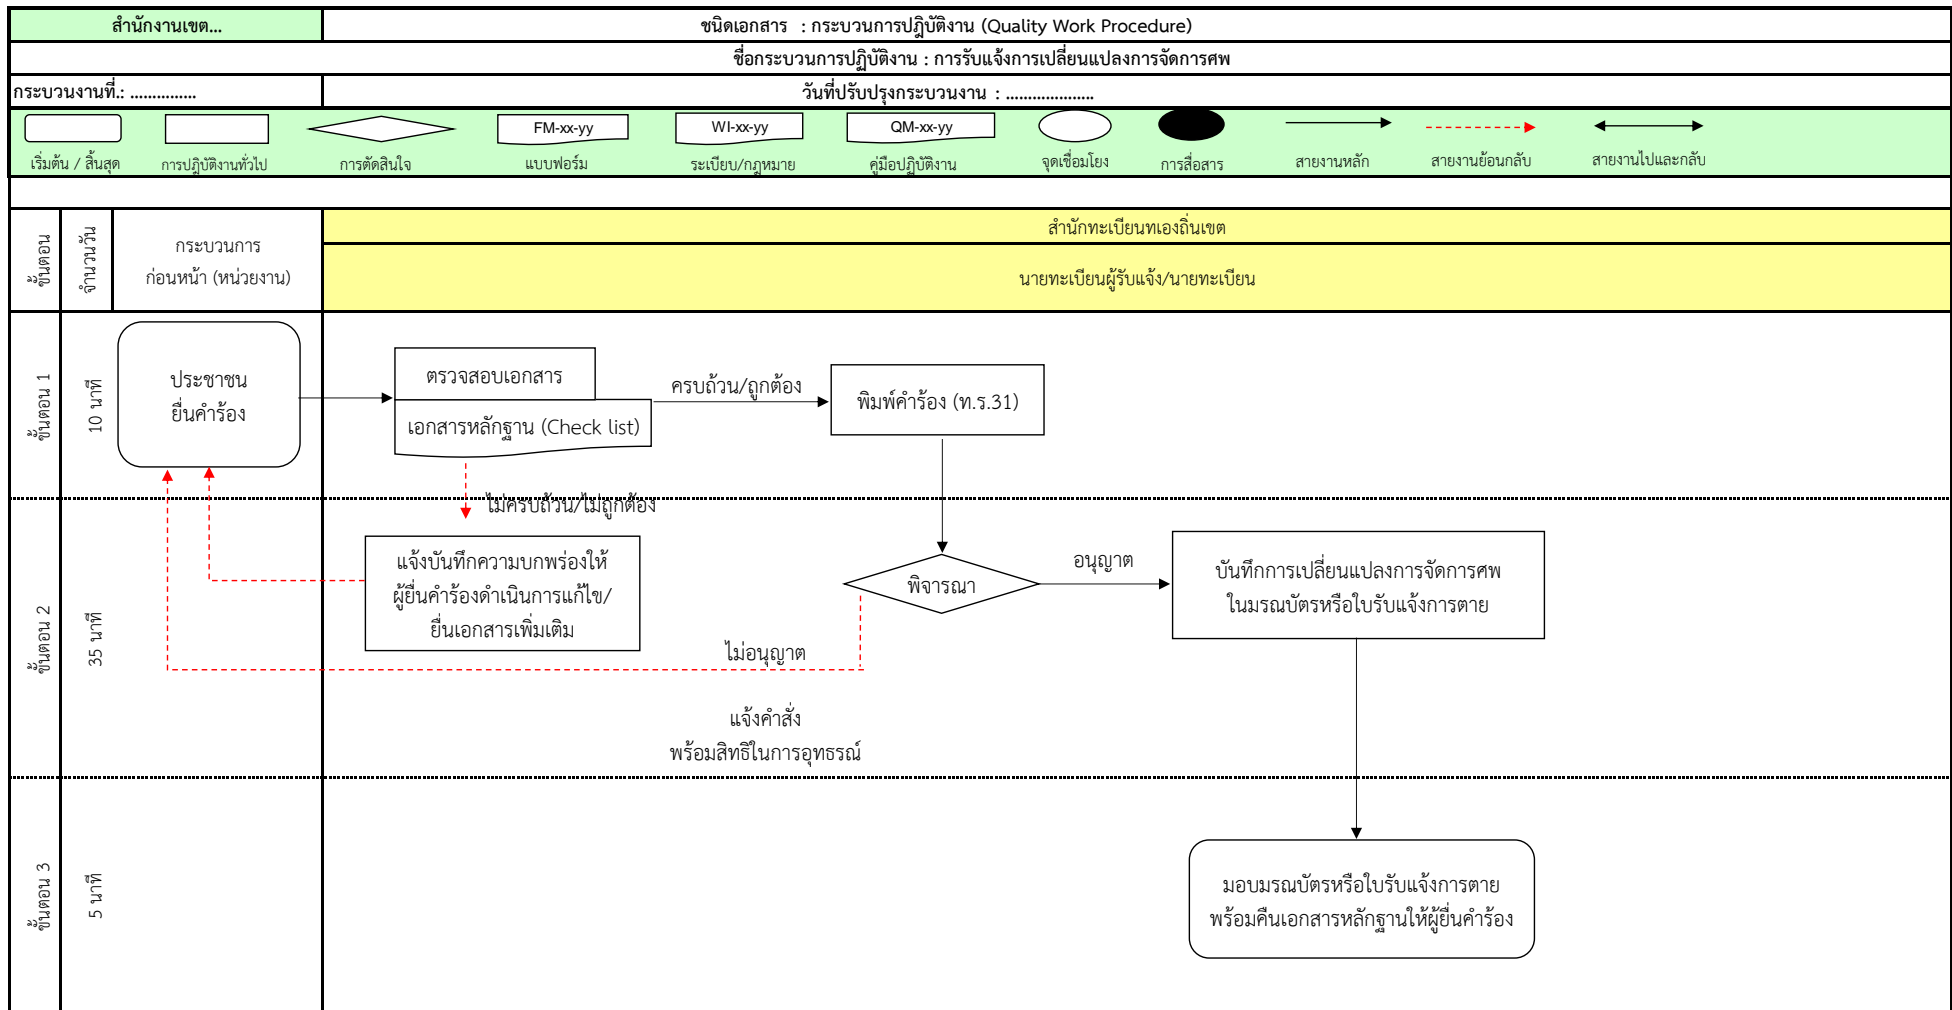 สำนักงานเขต...
ชนิดเอกสาร : กระบวนการปฎิบัติงาน (Quality Work Procedure)
ชื่อกระบวนการปฏิบัติงาน : การรับแจ้งการเปลี่ยนแปลงการจัดการศพ
กระบวนงานที่.: ...............
วันที่ปรับปรุงกระบวนงาน : ....................
FM-xx-yy
WI-xx-yy
QM-xx-yy
เริ่มต้น / สิ้นสุด
การปฎิบัติงานทั่วไป
การตัดสินใจ
แบบฟอร์ม
ระเบียบ/กฎหมาย
คู่มือปฏิบัติงาน
จุดเชื่อมโยง
การสื่อสาร
สายงานหลัก
สายงานย้อนกลับ
สายงานไปและกลับ
ขั้นตอน
จำนวนวัน
กระบวนการ
ก่อนหน้า (หน่วยงาน)
สำนักทะเบียนทเองถิ่นเขต
นายทะเบียนผู้รับแจ้ง/นายทะเบียน
ขั้นตอน 1
10 นาที
ประชาชน
ยื่นคำร้อง
ตรวจสอบเอกสาร
เอกสารหลักฐาน (Check list)
ครบถ้วน/ถูกต้อง
พิมพ์คำร้อง (ท.ร.31)
ไม่ครบถ้วน/ไม่ถูกต้อง
ขั้นตอน 2
35 นาที
แจ้งบันทึกความบกพร่องให้
ผู้ยื่นคำร้องดำเนินการแก้ไข/
ยื่นเอกสารเพิ่มเติม
พิจารณา
อนุญาต
บันทึกการเปลี่ยนแปลงการจัดการศพ
ในมรณบัตรหรือใบรับแจ้งการตาย
ไม่อนุญาต
แจ้งคำสั่ง
พร้อมสิทธิในการอุทธรณ์
ขั้นตอน 3
5 นาที
มอบมรณบัตรหรือใบรับแจ้งการตาย
พร้อมคืนเอกสารหลักฐานให้ผู้ยื่นคำร้อง